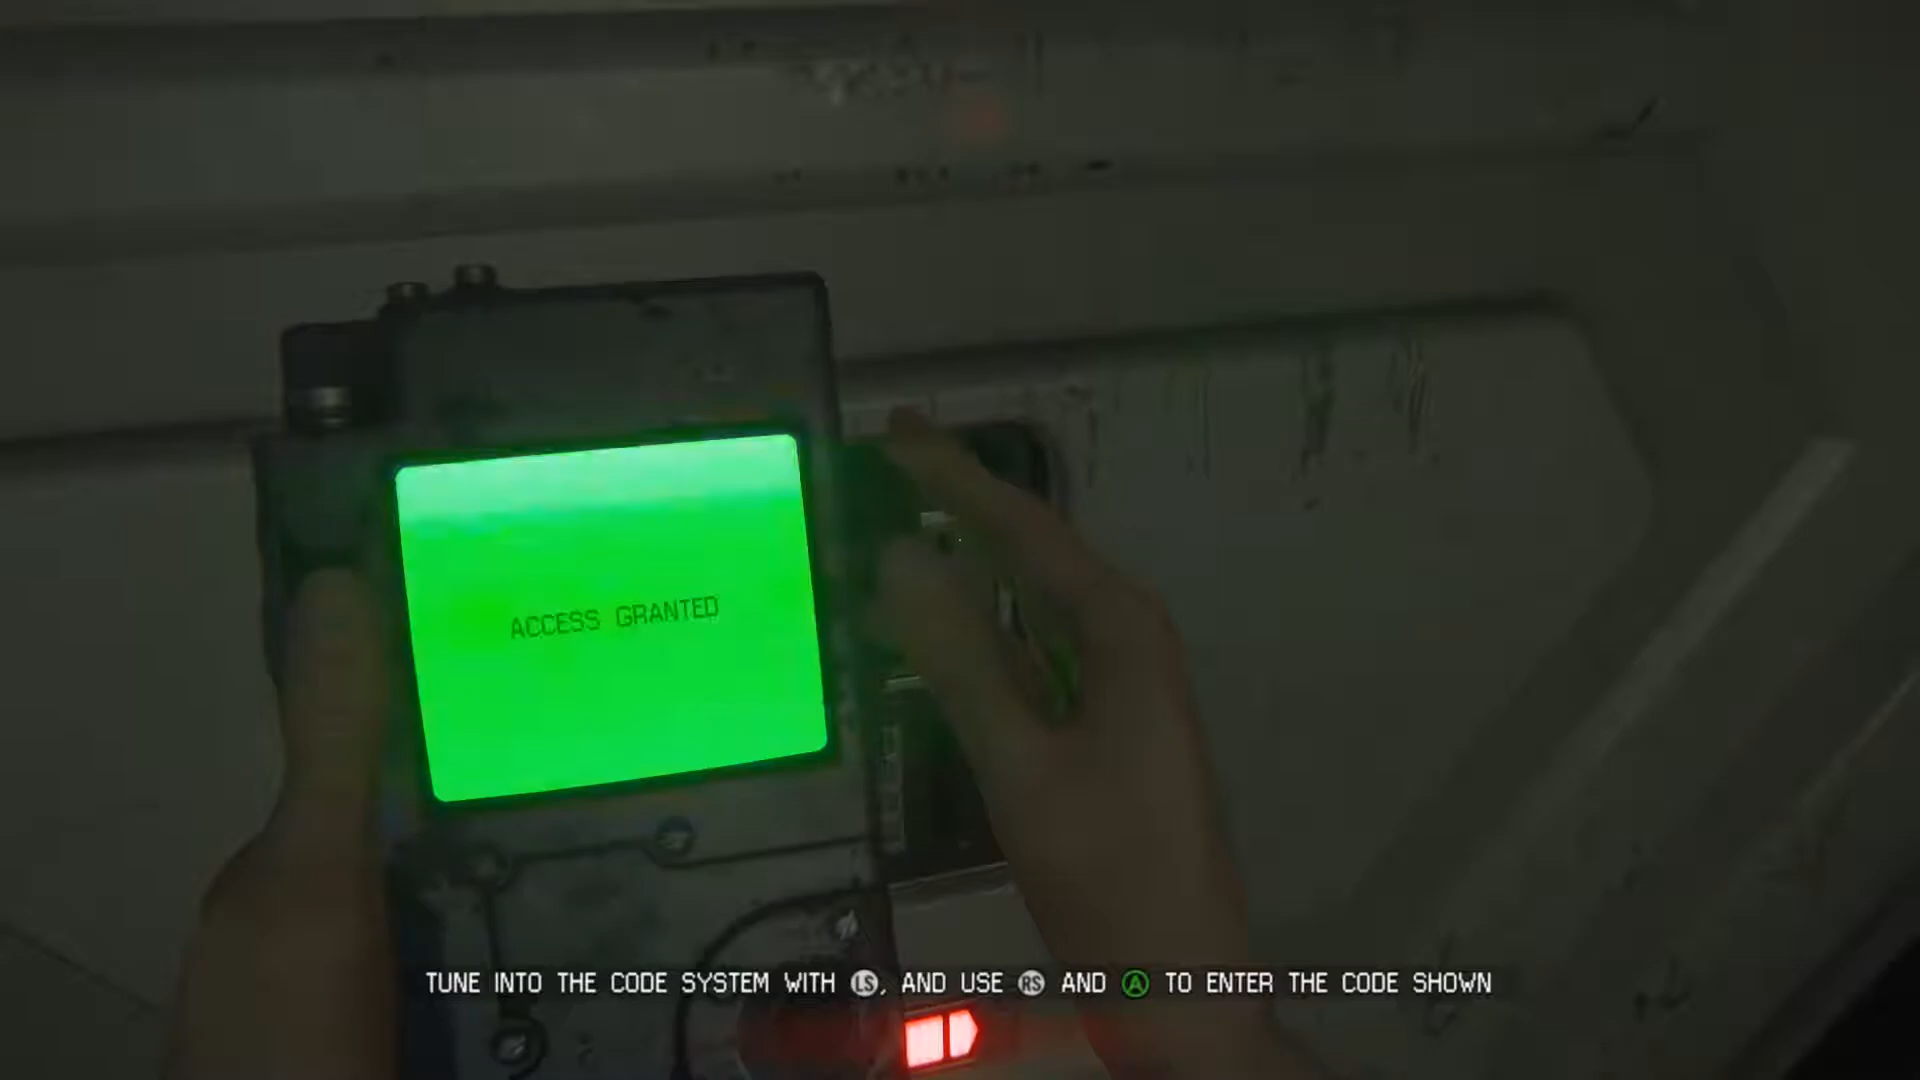 ACCESS GRANTED
TUNE INTO THE CODE SYSTEM WITH LS, AND USE RS AND A TO ENTER THE CODE SHOWN